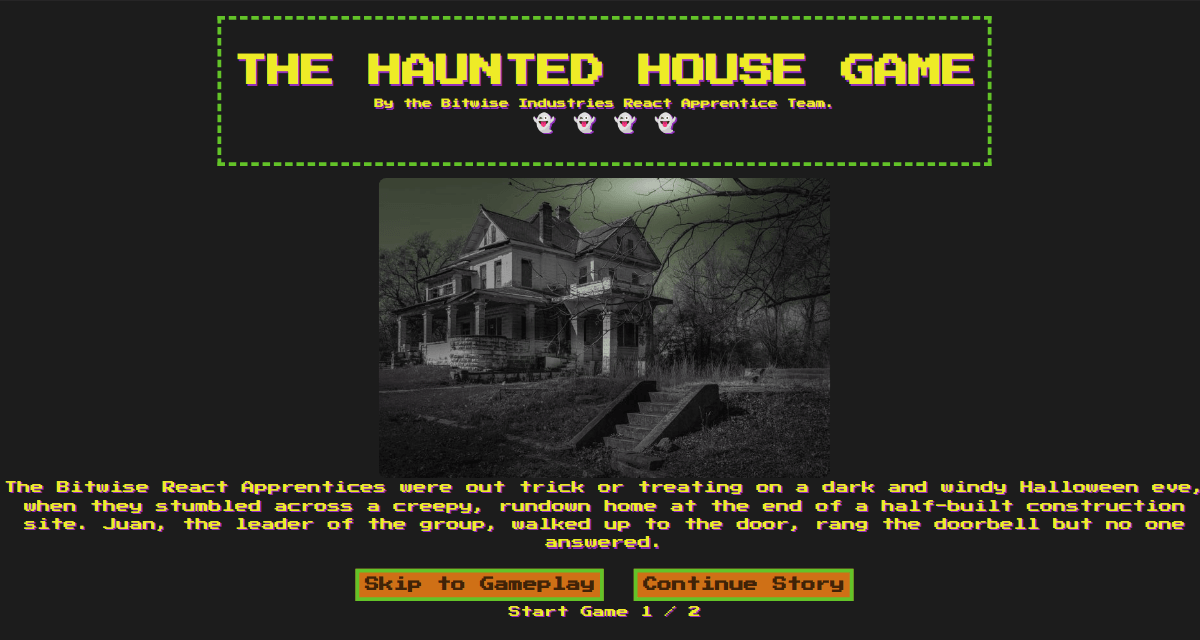 THE HAUNTED HOUSE GAME
By the Bitwise Industries React Apprentice Team.
The Bitwise React Apprentices were out trick or treating on a dark and windy Halloween eve,
when they stumbled across a creepy, rundown home at the end of a half-built construction
site. Juan, the leader of the group, walked up to the door, rang the doorbell but no one
answered.
Skip to Gameplay Continue Story
Start Game 1 / 2